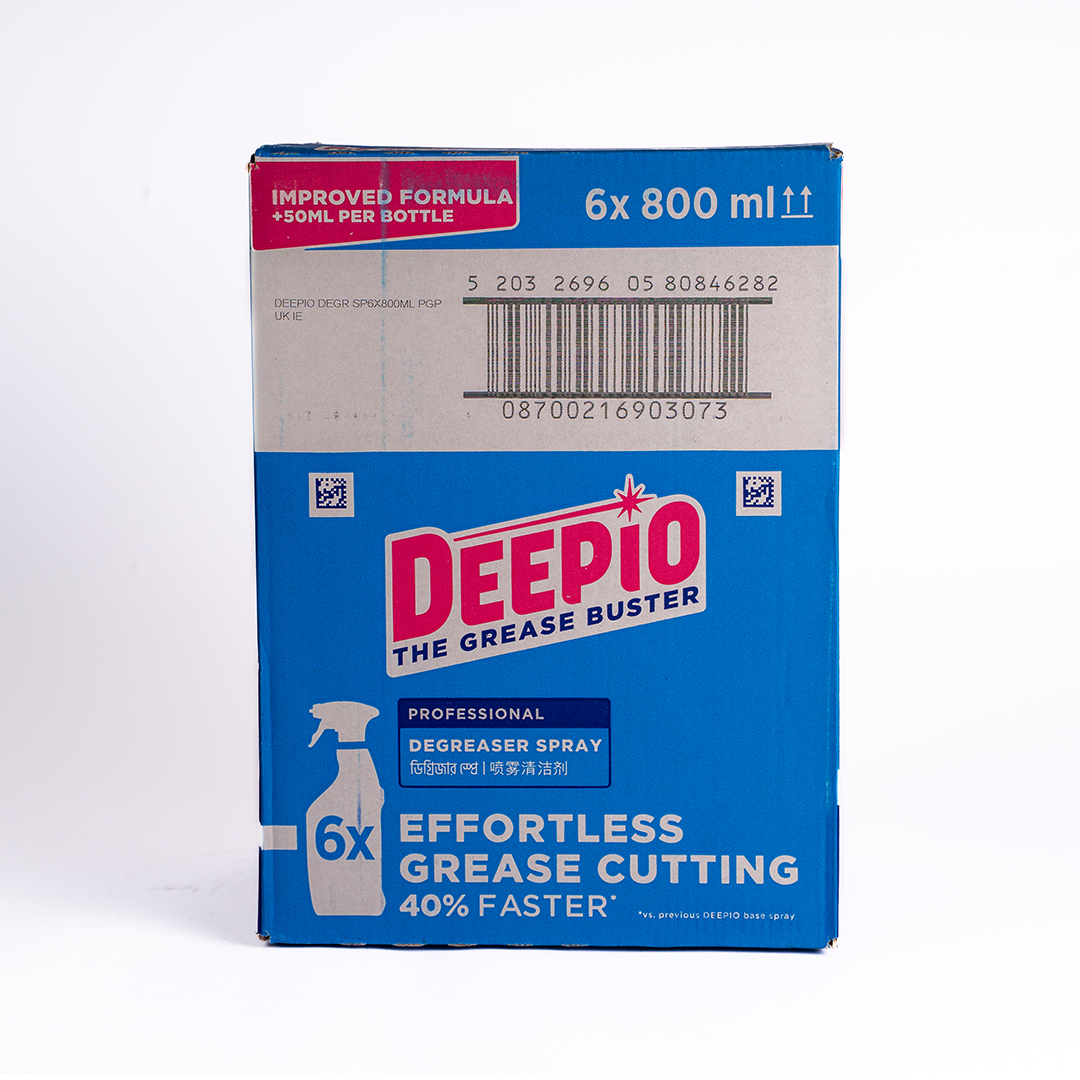 IMPROVED FORMULA
+50ML PER BOTTLE
6x 800 ml
5 203 2696 05 80846282
DEEPIO DEGR SP6X800ML PGP
UK IE
08700216903073
DEEPIO
THE GREASE BUSTER
PROFESSIONAL
DEGREASER SPRAY
ডিগ্রিজার স্প্রে | 喷雾清洁剂
6x
EFFORTLESS
GREASE CUTTING
40% FASTER*
*vs. previous DEEPIO base spray